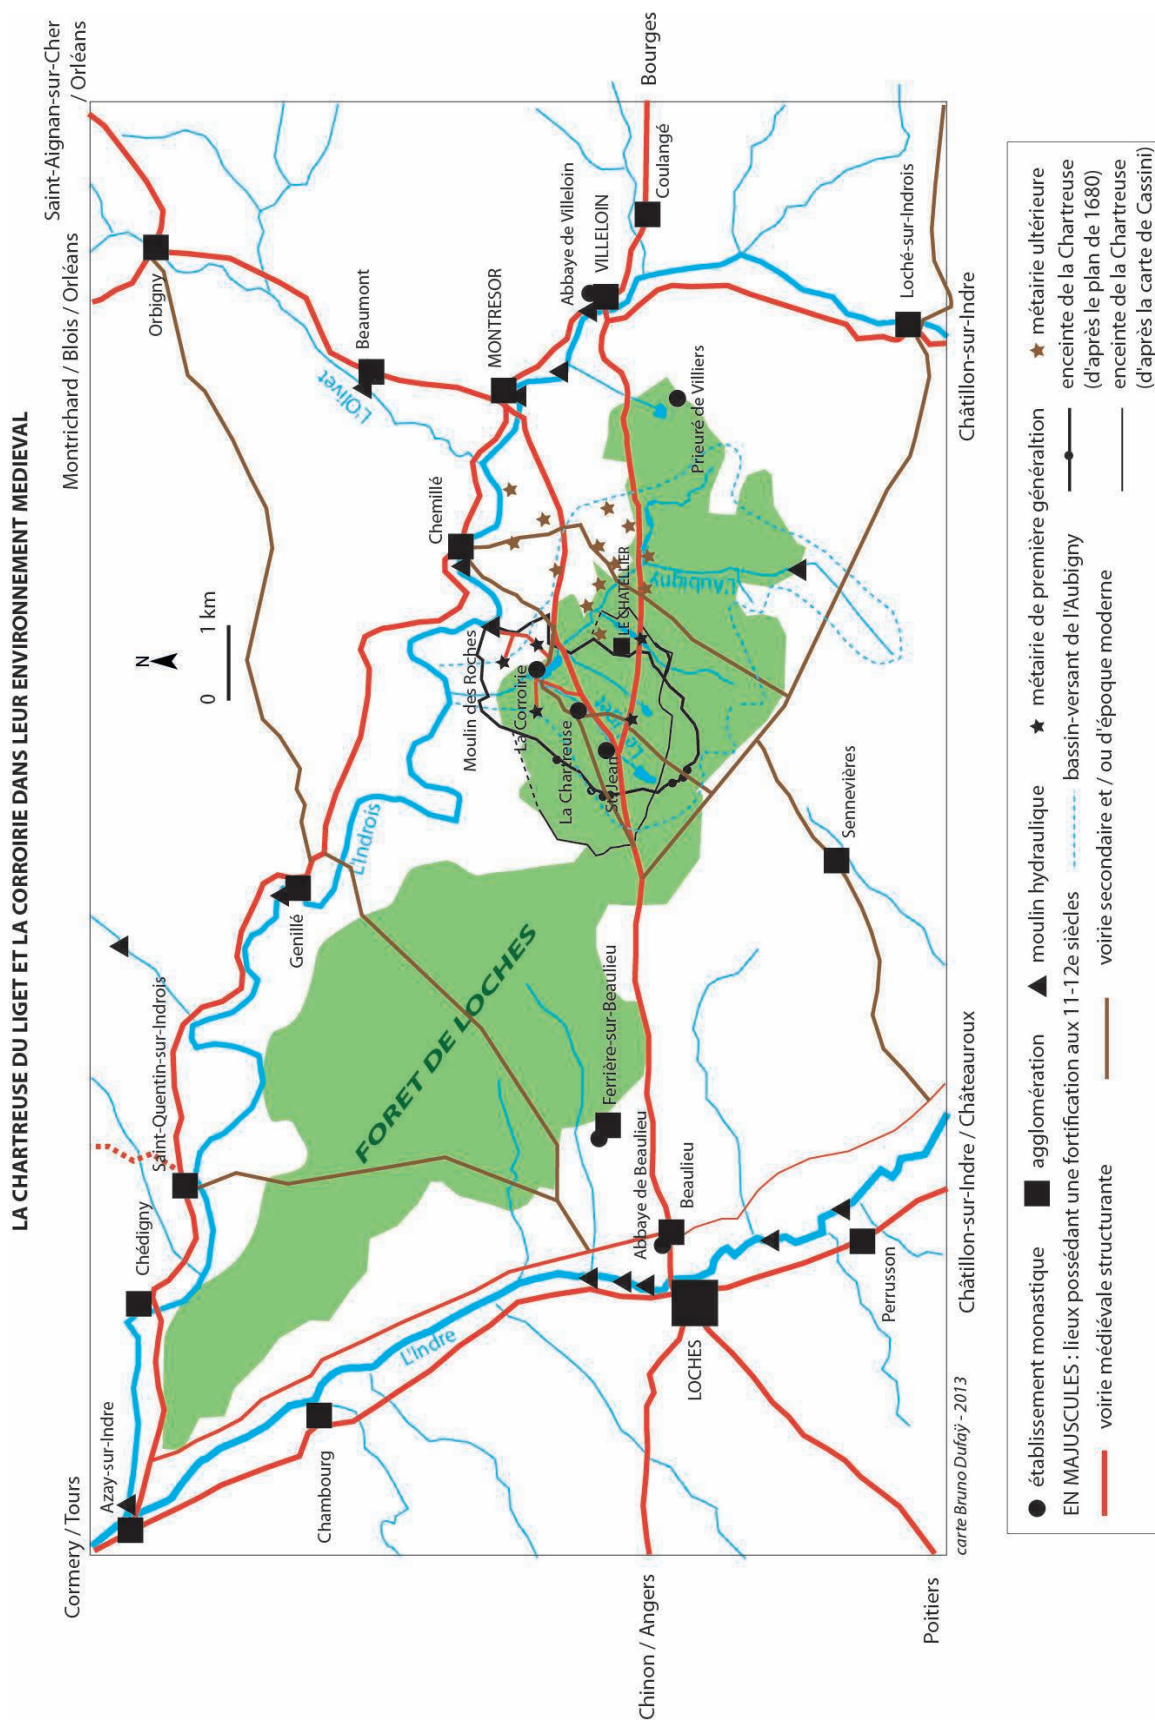 LA CHARTREUSE DU LIGET ET LA CORROIRIE DANS LEUR ENVIRONNEMENT MEDIEVAL
Cormery / Tours
Montrichard / Blois / Orléans
Saint-Aignan-sur-Cher
/ Orléans
Azay-sur-Indre
Chédigny
Saint-Quentin-sur-Indrois
Genillé
L'Indrois
0 1 km
N
Orbigny
Beaumont
L'Olivet
Chambourg
L'Indre
FORET DE LOCHES
Chemillé
MONTRESOR
Moulin des Roches
La Corroirie
La Chartreuse
St Jean
Le Liget
LE CHATELLIER
L'Aubigny
Abbaye de Villeloin
VILLELOIN
Coulangé
Bourges
Prieuré de Villiers
Ferrière-sur-Beaulieu
Abbaye de Beaulieu
Beaulieu
LOCHES
Chinon / Angers
Perrusson
Sennevières
Loché-sur-Indrois
Poitiers
carte Bruno Dufaÿ - 2013
Châtillon-sur-Indre / Châteauroux
Châtillon-sur-Indre
établissement monastique
agglomération
moulin hydraulique
métairie de première généraltion
métairie ultérieure
EN MAJUSCULES : lieux possédant une fortification aux 11-12e siècles
bassin-versant de l'Aubigny
enceinte de la Chartreuse
(d'après le plan de 1680)
voirie médiévale structurante
voirie secondaire et / ou d'époque moderne
enceinte de la Chartreuse
(d'après la carte de Cassini)